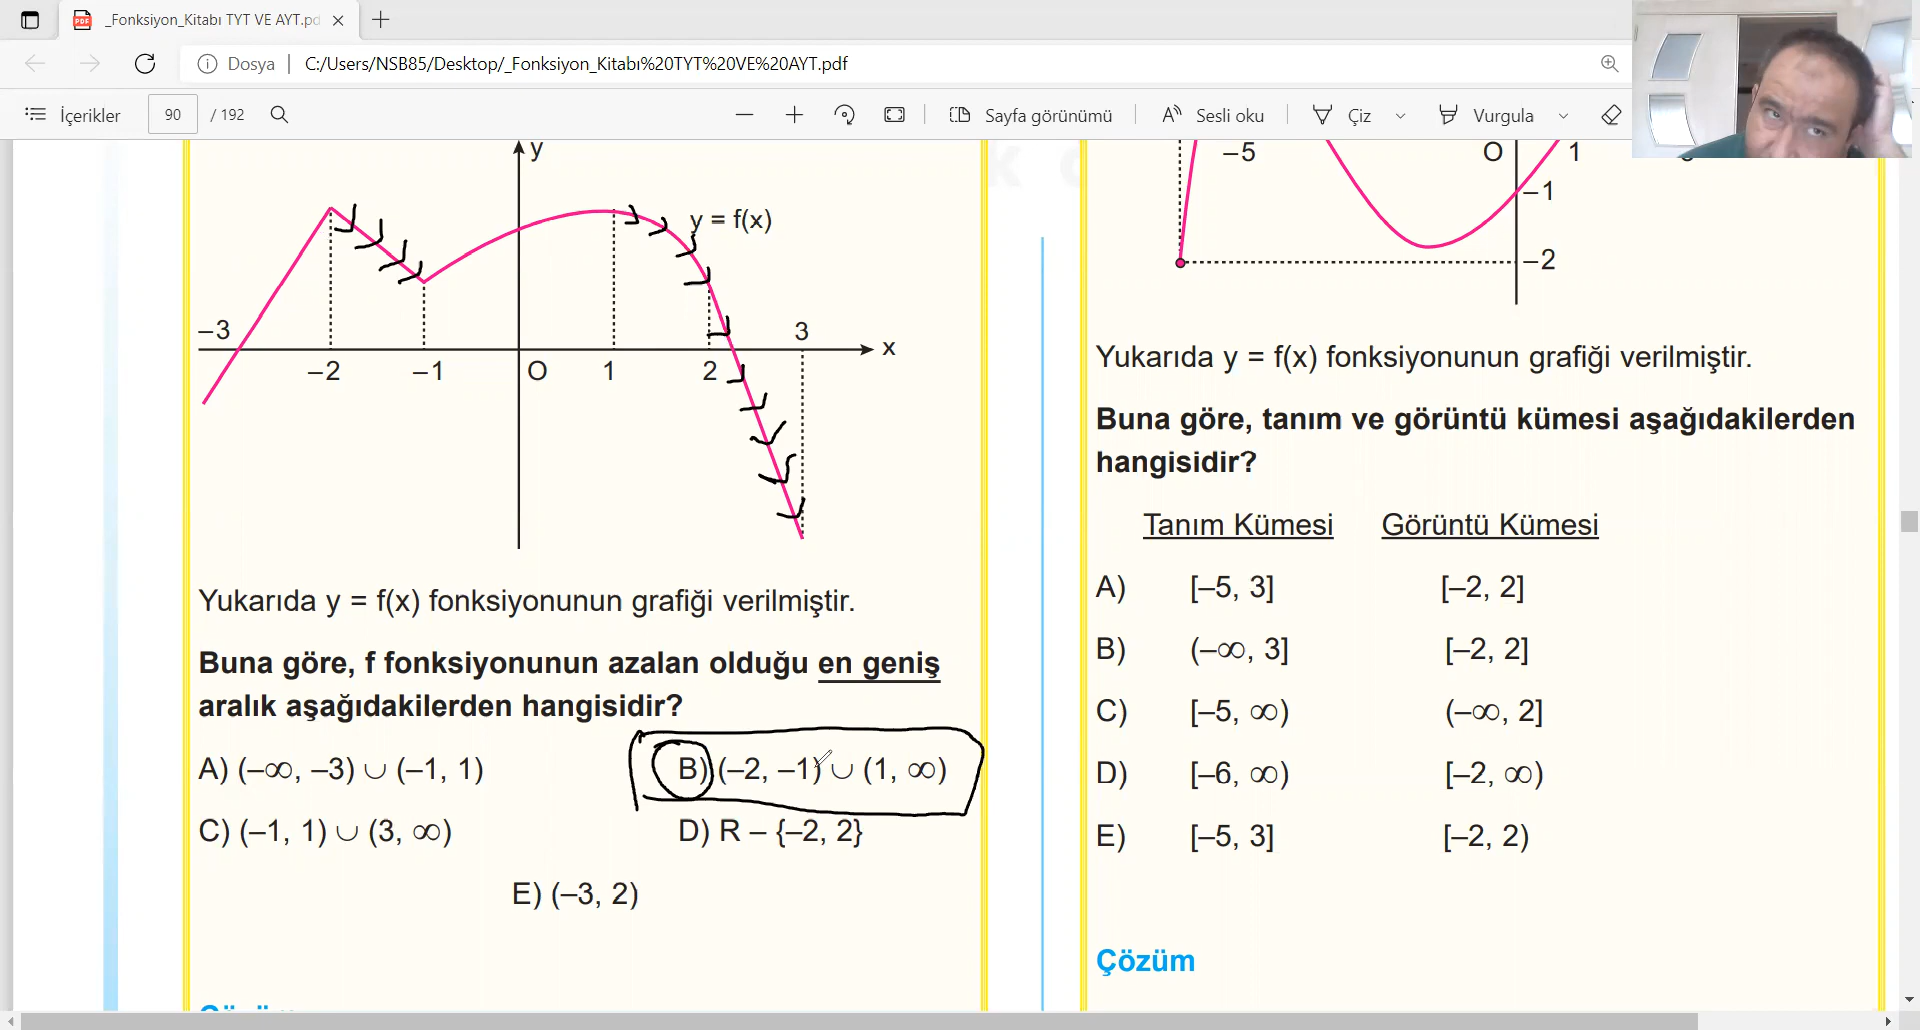 _Fonksiyon_Kitabı TYT VE AYT.pd
Dosya | C:/Users/NSB85/Desktop/_Fonksiyon_Kitabı%20TYT%20VE%20AYT.pdf
İçerikler 90 / 192 Sayfa görünümü Sesli oku Çiz Vurgula
y
y = f(x)
–3
3
x
–2
–1
O
1
2
Yukarıda y = f(x) fonksiyonunun grafiği verilmiştir.
Buna göre, f fonksiyonunun azalan olduğu en geniş
aralık aşağıdakilerden hangisidir?
A) (–∞, –3) ∪ (–1, 1)
B) (–2, –1) ∪ (1, ∞)
C) (–1, 1) ∪ (3, ∞)
D) R – {–2, 2}
E) (–3, 2)
–5
O
1
–1
–2
Yukarıda y = f(x) fonksiyonunun grafiği verilmiştir.
Buna göre, tanım ve görüntü kümesi aşağıdakilerden
hangisidir?
Tanım Kümesi Görüntü Kümesi
A) [–5, 3] [–2, 2]
B) (–∞, 3] [–2, 2]
C) [–5, ∞) (–∞, 2]
D) [–6, ∞) [–2, ∞)
E) [–5, 3] [–2, 2)
Çözüm